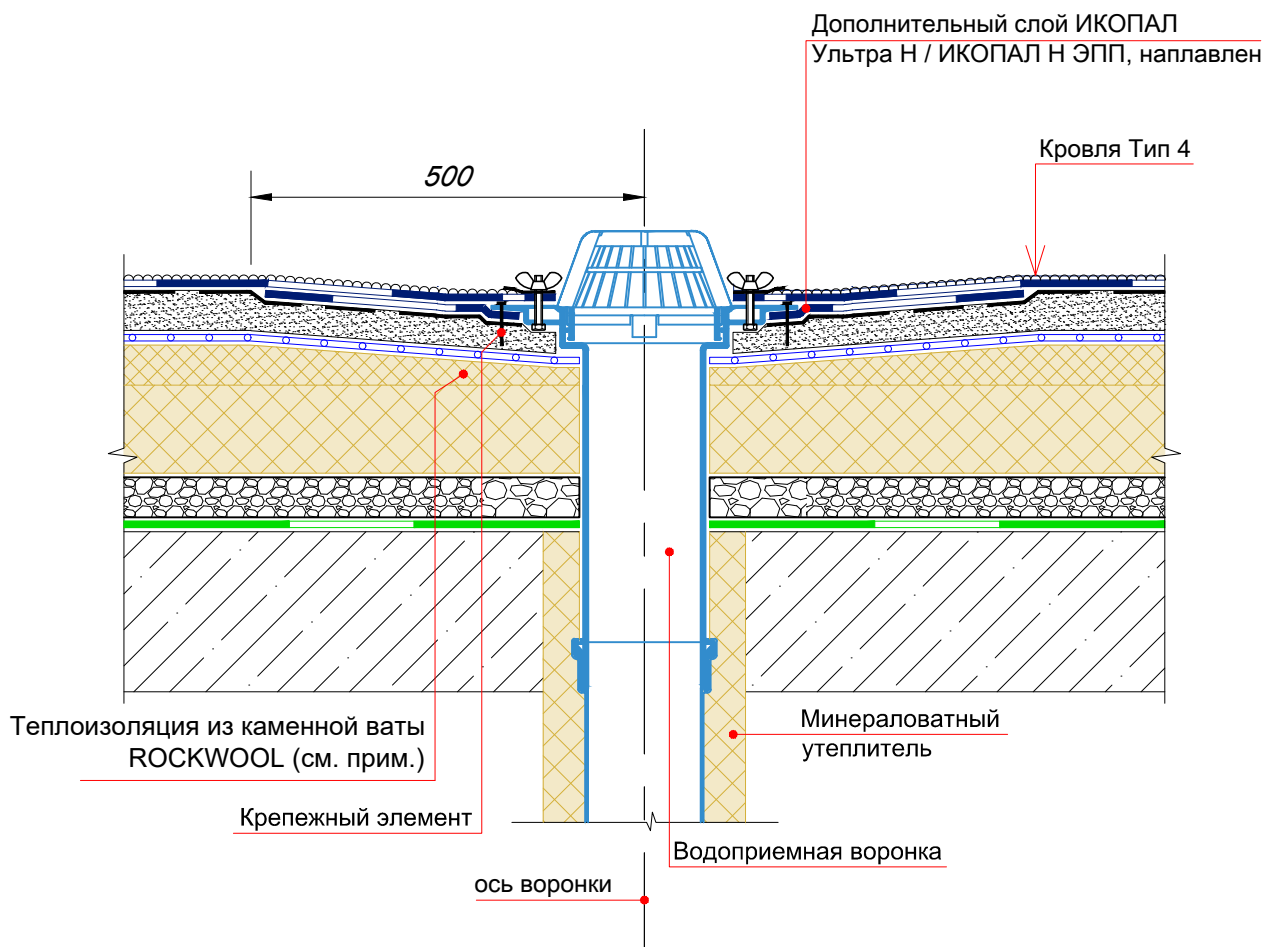 Дополнительный слой ИКОПАЛ
Ультра Н / ИКОПАЛ Н ЭПП, наплавлен
Кровля Тип 4
500
Теплоизоляция из каменной ваты
ROCKWOOL (см. прим.)
Минераловатный
утеплитель
Крепежный элемент
Водоприемная воронка
ось воронки